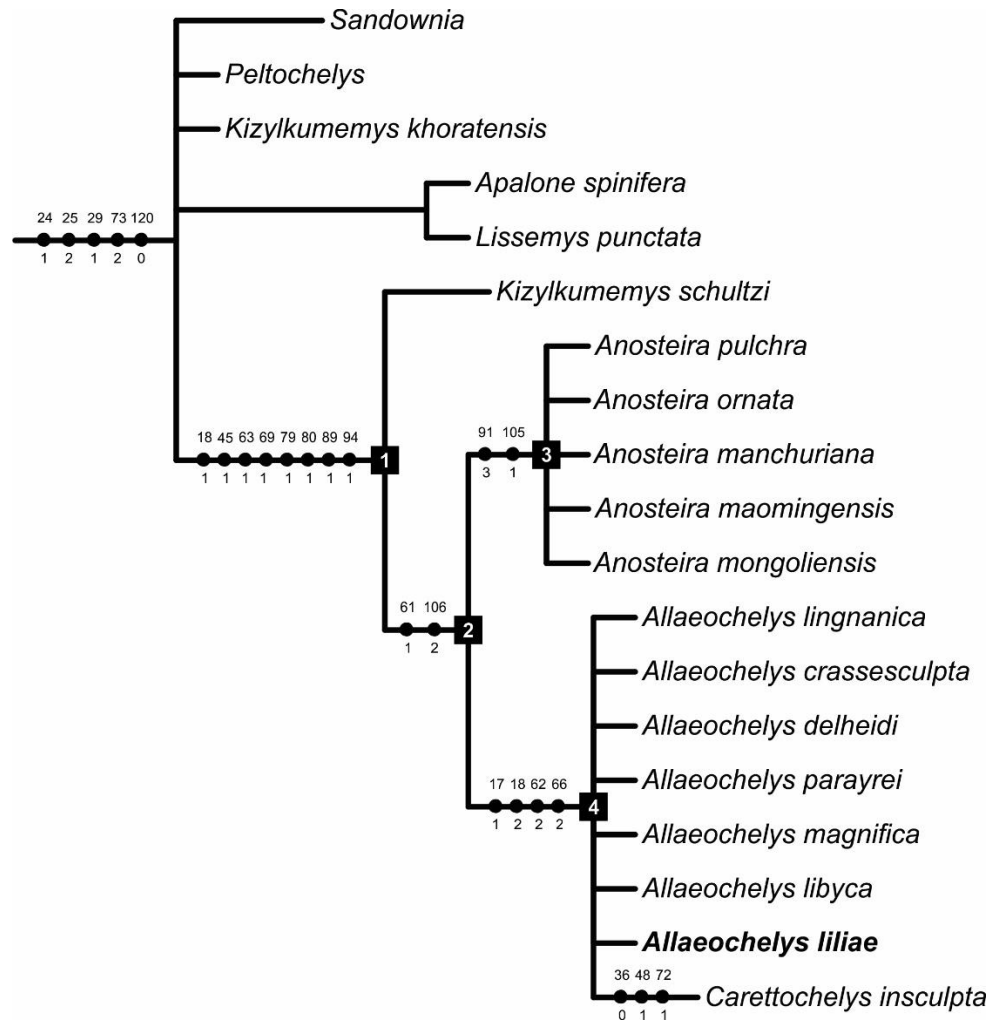 Sandownia
Peltochelys
Kizylkumemys khoratensis
Apalone spinifera
24 25 29 73 120
Lissemys punctata
1 2 1 2 0
Kizylkumemys schultzi
Anosteira pulchra
Anosteira ornata
18 45 63 69 79 80 89 94
91 105
1
3
Anosteira manchuriana
1 1 1 1 1 1 1 1
3 1
Anosteira maomingensis
Anosteira mongoliensis
61 106
Allaeochelys lingnanica
2
1 2
Allaeochelys crassesculpta
Allaeochelys delheidi
Allaeochelys parayrei
17 18 62 66
4
1 2 2 2
Allaeochelys magnifica
Allaeochelys libyca
Allaeochelys liliae
36 48 72
Carettochelys insculpta
0 1 1